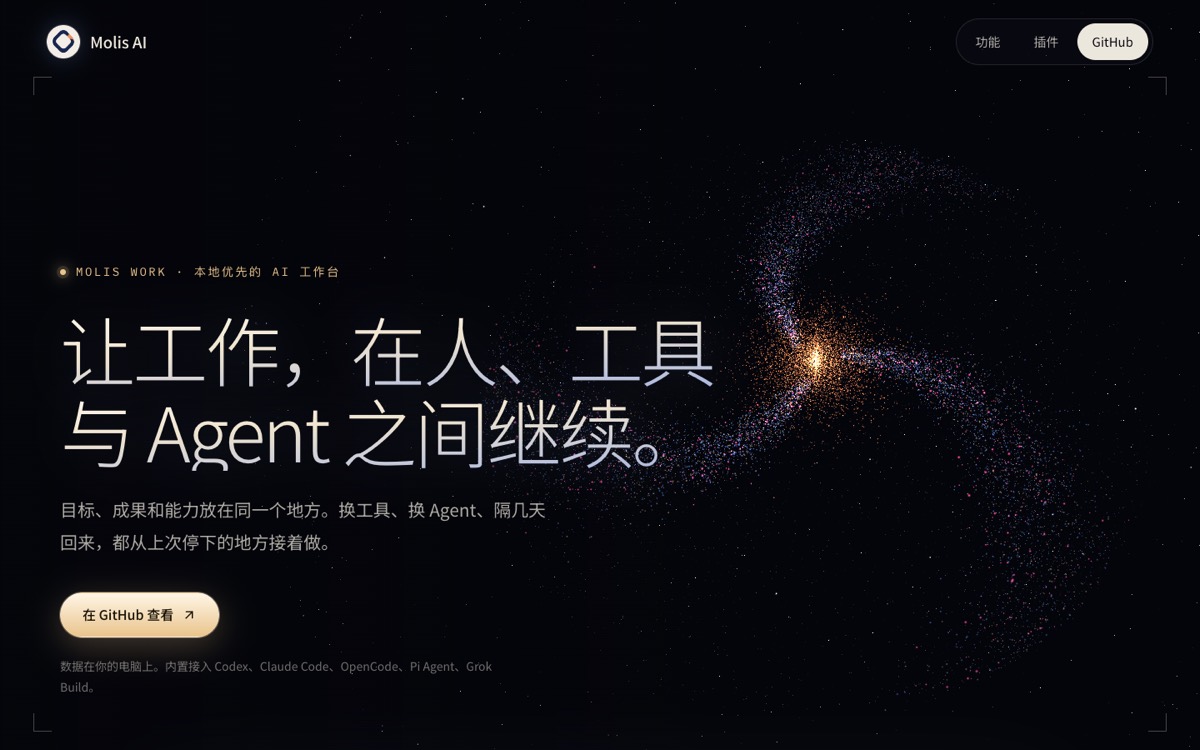 Molis AI
功能
插件
GitHub
MOLIS WORK · 本地优先的 AI 工作台
让工作，在人、工具
与 Agent 之间继续。
目标、成果和能力放在同一个地方。换工具、换 Agent、隔几天
回来，都从上次停下的地方接着做。
在 GitHub 查看 ↗
数据在你的电脑上。内置接入 Codex、Claude Code、OpenCode、Pi Agent、Grok
Build。